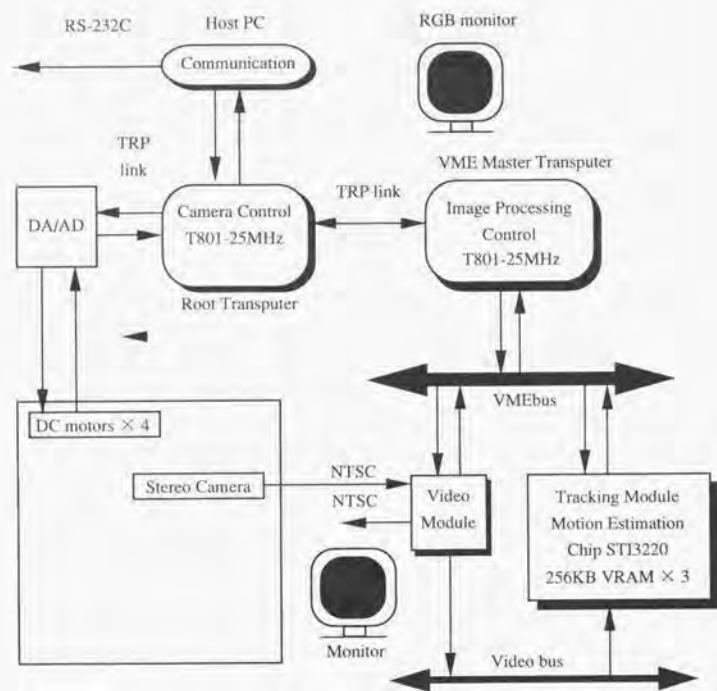 Host PC
RGB monitor
RS-232C
Communication
TRP
link
VME Master Transputer
TRP link
DA/AD
Camera Control
T801-25MHz
Image Processing
Control
T801-25MHz
Root Transputer
VMEbus
DC motors × 4
Stereo Camera
NTSC
NTSC
Video
Module
Tracking Module
Motion Estimation
Chip STI3220
256KB VRAM × 3
Monitor
Video bus